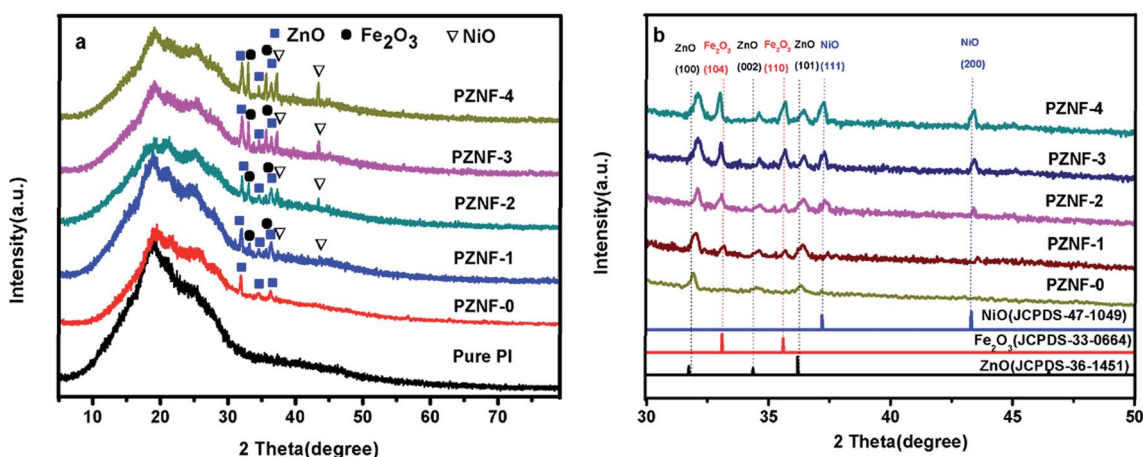 a
ZnO Fe₂O₃ NiO
PZNF-4
PZNF-3
PZNF-2
PZNF-1
PZNF-0
Pure PI
Intensity(a.u.)
10 20 30 40 50 60 70
2 Theta(degree)
b
ZnO Fe₂O₃ ZnO Fe₂O₃ ZnO NiO NiO
(100) (104) (002) (110) (101) (111) (200)
PZNF-4
PZNF-3
PZNF-2
PZNF-1
PZNF-0
NiO(JCPDS-47-1049)
Fe₂O₃(JCPDS-33-0664)
ZnO(JCPDS-36-1451)
Intensity(a.u.)
30 35 40 45 50
2 Theta(degree)